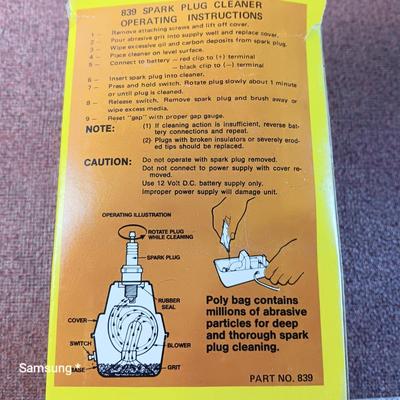 839 SPARK PLUG CLEANER
OPERATING INSTRUCTIONS
1 - Remove attaching screws and lift off cover.
2 - Pour abrasive grit into supply well and replace cover.
3 - Wipe excessive oil and carbon deposits from spark plug.
4 - Place cleaner on level surface.
5 - Connect to battery - red clip to (+) terminal
- black clip to (-) terminal
6 - Insert spark plug into cleaner.
7 - Press and hold switch. Rotate plug slowly about 1 minute
or until plug is cleaned.
8 - Release switch. Remove spark plug and brush away or
wipe excess media.
9 - Reset "gap" with proper gap gauge.
NOTE: (1) If cleaning action is insufficient, reverse bat-
tery connections and repeat.
(2) Plugs with broken insulators or severely erod-
ed tips should be replaced.
CAUTION: Do not operate with spark plug removed.
Dot not connect to power supply with cover re-
moved.
Use 12 Volt D.C. battery supply only.
Improper power supply will damage unit.
OPERATING ILLUSTRATION
ROTATE PLUG
WHILE CLEANING
SPARK PLUG
RUBBER
SEAL
COVER
SWITCH
BLOWER
BASE
GRIT
Poly bag contains
millions of abrasive
particles for deep
and thorough spark
plug cleaning.
PART NO. 839
Samsung